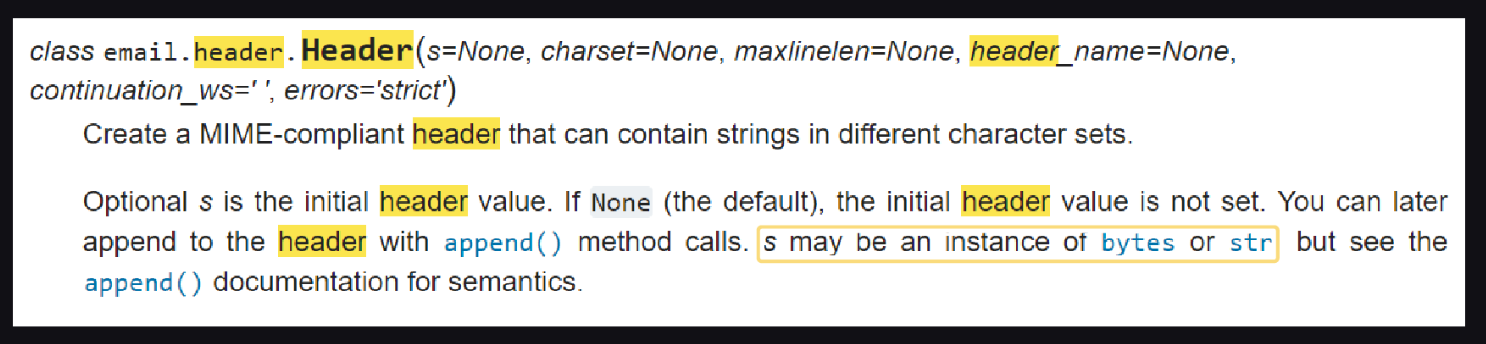 class email.header.Header(s=None, charset=None, maxlinelen=None, header_name=None,
continuation_ws=' ', errors='strict')
Create a MIME-compliant header that can contain strings in different character sets.
Optional s is the initial header value. If None (the default), the initial header value is not set. You can later
append to the header with append() method calls. s may be an instance of bytes or str but see the
append() documentation for semantics.